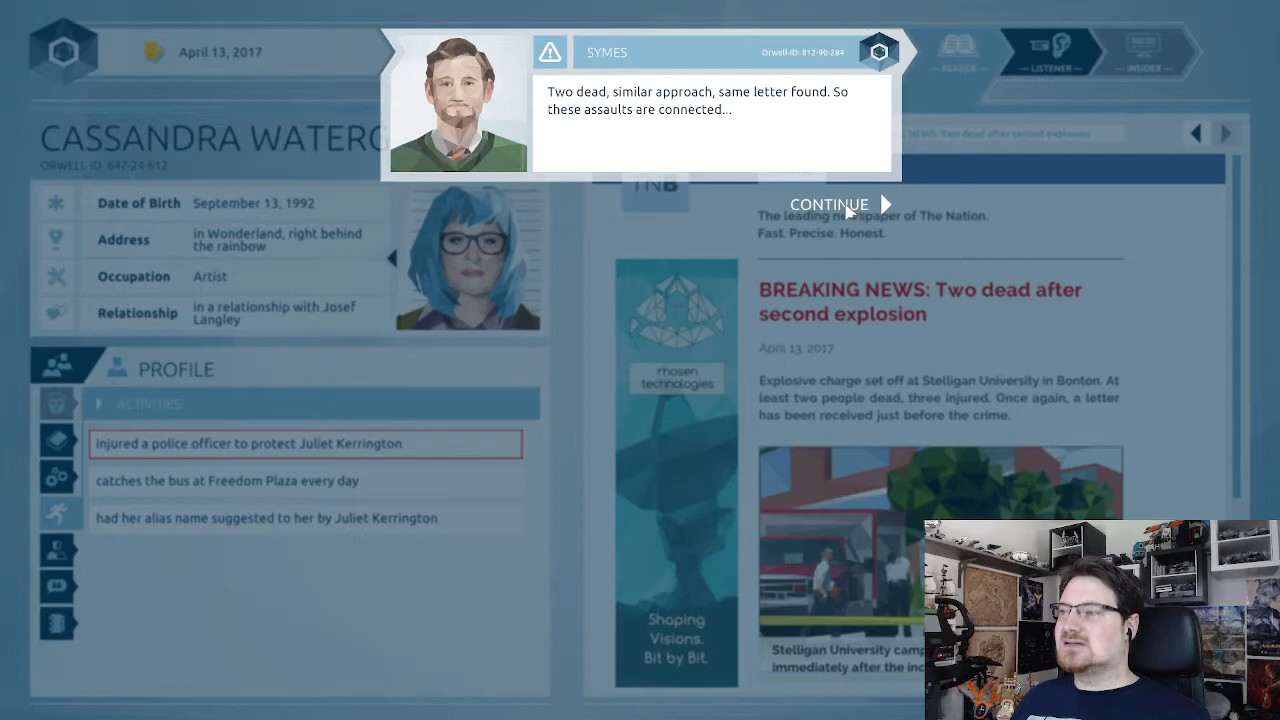 April 13, 2017
SYMES
Orwell-ID: 812-90-284
Two dead, similar approach, same letter found. So
these assaults are connected...
CONTINUE
READER
LISTENER
INSIDER
CASSANDRA WATERG
ORWELL-ID: 647-24-612
Date of Birth September 13, 1992
Address in Wonderland, right behind
the rainbow
Occupation Artist
Relationship in a relationship with Josef
Langley
PROFILE
ACTIVITIES
injured a police officer to protect Juliet Kerrington
catches the bus at Freedom Plaza every day
had her alias name suggested to her by Juliet Kerrington
NEWS: Two dead after second explosion
TNB
The leading newspaper of The Nation.
Fast. Precise. Honest.
BREAKING NEWS: Two dead after
second explosion
April 13, 2017
Explosive charge set off at Stelligan University in Bonton. At
least two people dead, three injured. Once again, a letter
has been received just before the crime.
rhosen
technologies
Shaping
Visions.
Bit by Bit.
Stelligan University camp
immediately after the inc